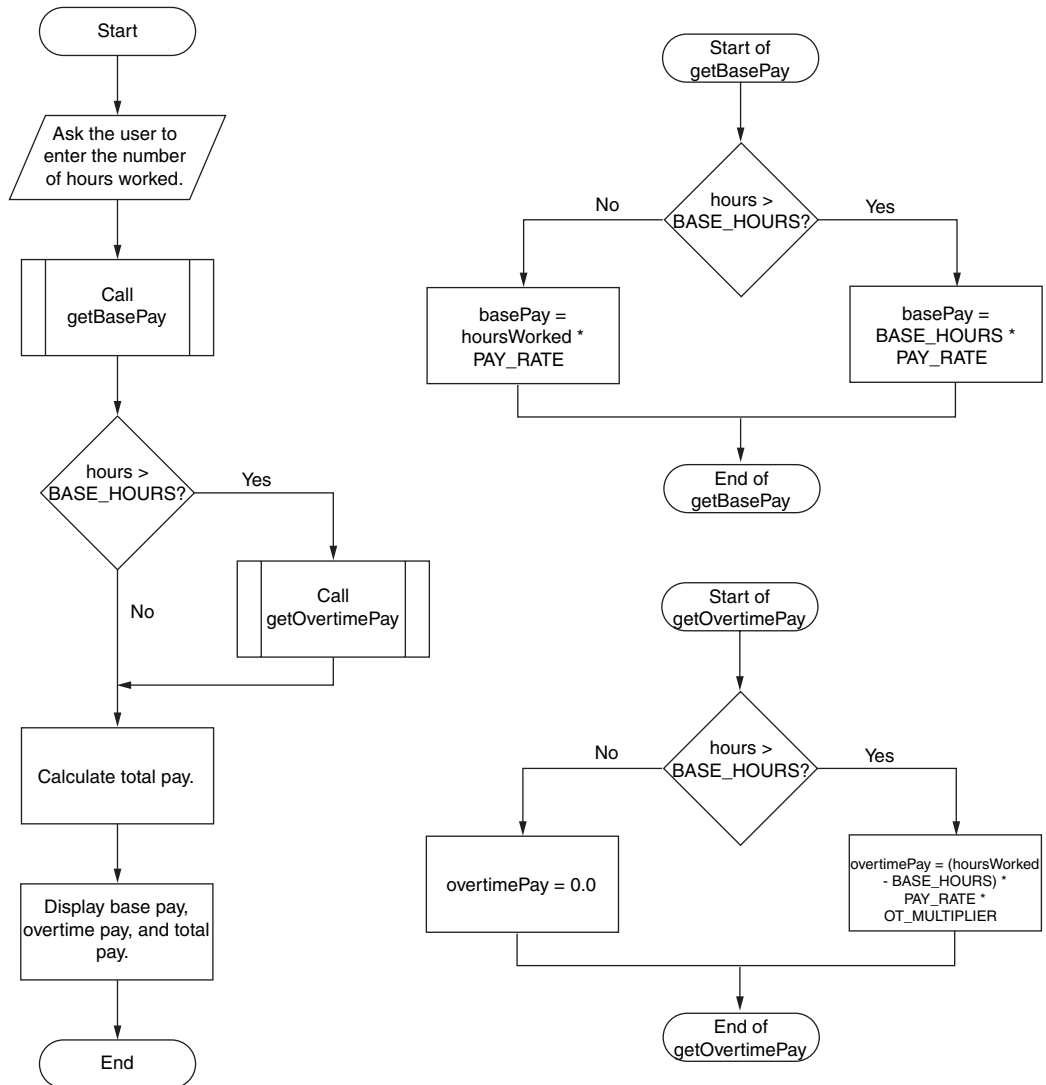 Start
Ask the user to
enter the number
of hours worked.
Call
getBasePay
hours >
BASE_HOURS?
Yes
No
Call
getOvertimePay
Calculate total pay.
Display base pay,
overtime pay, and total
pay.
End
Start of
getBasePay
hours >
BASE_HOURS?
No
Yes
basePay =
hoursWorked *
PAY_RATE
basePay =
BASE_HOURS *
PAY_RATE
End of
getBasePay
Start of
getOvertimePay
hours >
BASE_HOURS?
No
Yes
overtimePay = 0.0
overtimePay = (hoursWorked
- BASE_HOURS) *
PAY_RATE *
OT_MULTIPLIER
End of
getOvertimePay